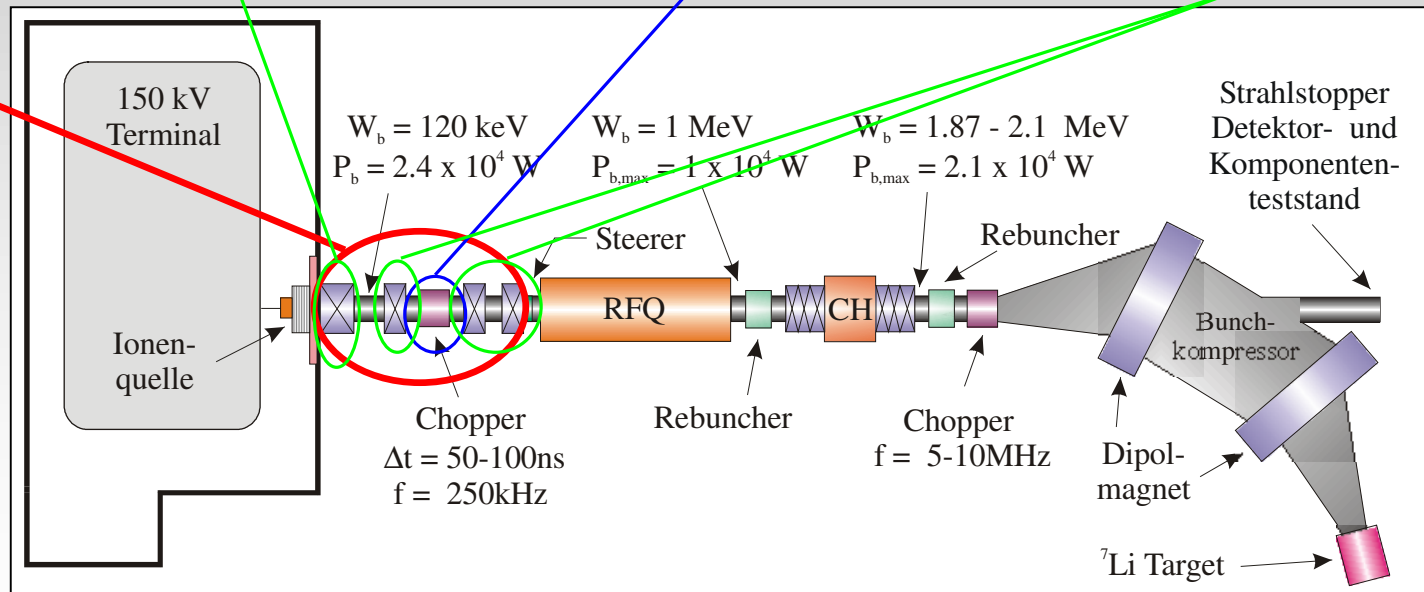 150 kV
Terminal
W_b = 120 keV
P_b = 2.4 x 10^4 W
W_b = 1 MeV
P_b,max = 1 x 10^4 W
W_b = 1.87 - 2.1 MeV
P_b,max = 2.1 x 10^4 W
Strahlstopper
Detektor- und
Komponenten-
teststand
Steerer
Rebuncher
RFQ
CH
Bunch-
kompressor
Ionen-
quelle
Chopper
Δt = 50-100ns
f = 250kHz
Rebuncher
Chopper
f = 5-10MHz
Dipol-
magnet
^7Li Target